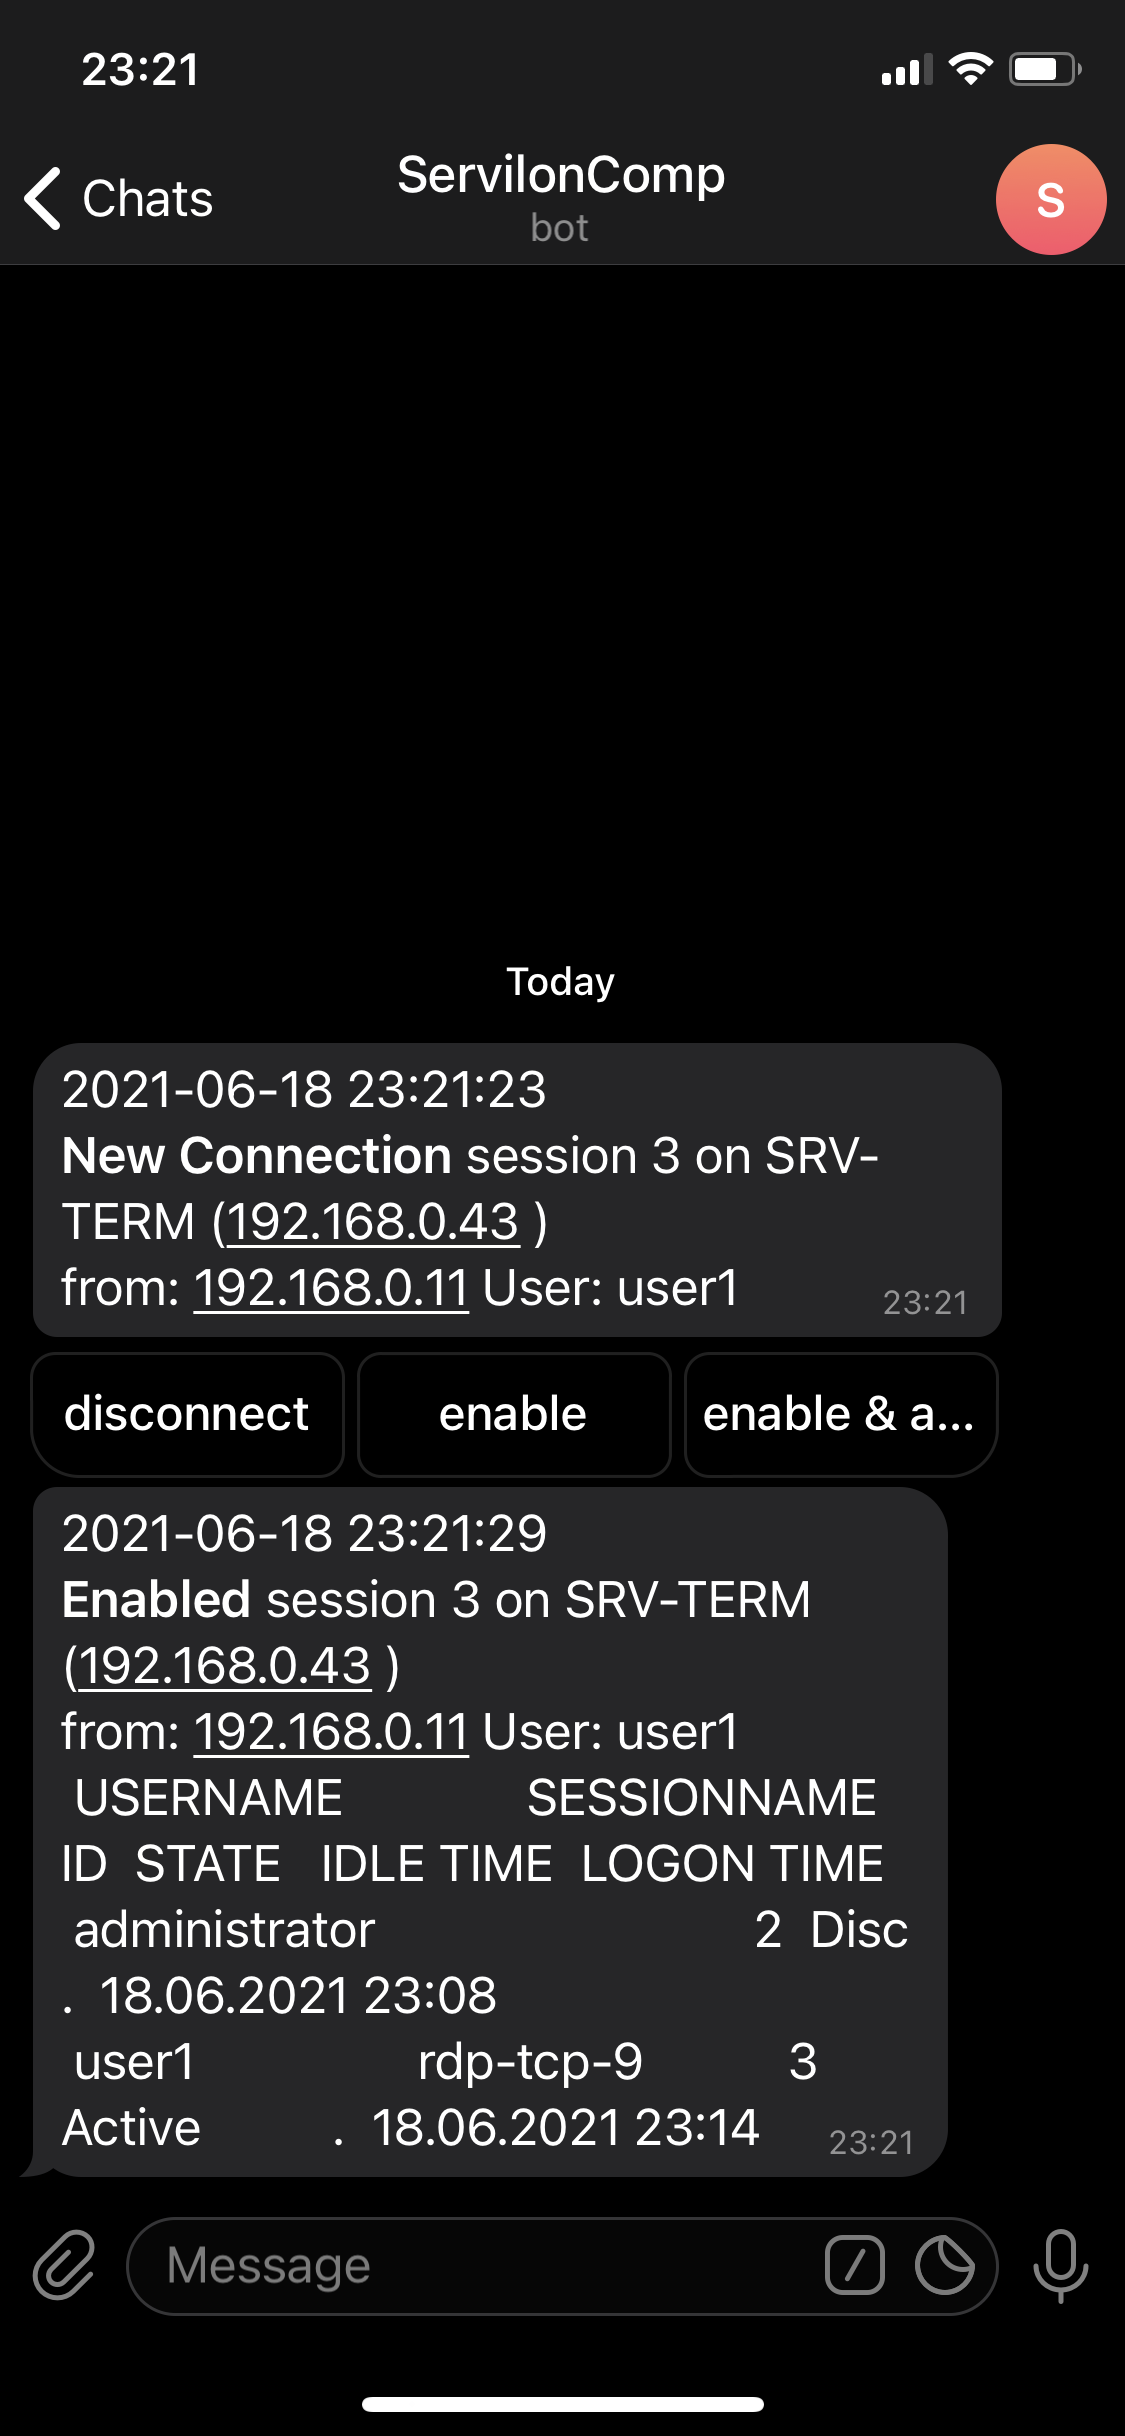 23:21
Chats
ServilonComp
bot
S
Today
2021-06-18 23:21:23
New Connection session 3 on SRV-
TERM (192.168.0.43 )
from: 192.168.0.11 User: user1
23:21
disconnect enable enable & a...
2021-06-18 23:21:29
Enabled session 3 on SRV-TERM
(192.168.0.43 )
from: 192.168.0.11 User: user1
USERNAME SESSIONNAME
ID STATE IDLE TIME LOGON TIME
administrator 2 Disc
. 18.06.2021 23:08
user1 rdp-tcp-9 3
Active . 18.06.2021 23:14
23:21
Message